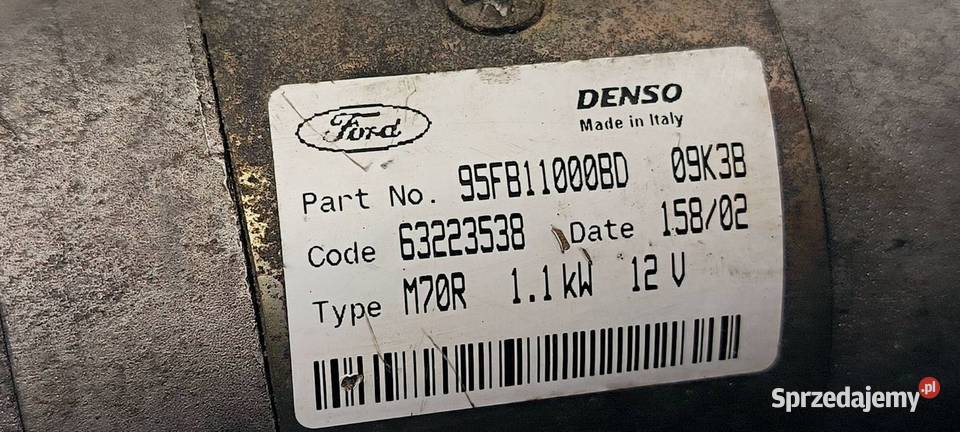 Ford
DENSO
Made in Italy
Part No. 95FB11000BD 09K3B
Code 63223538 Date 158/02
Type M70R 1.1 kW 12 V
Sprzedajemy.pl